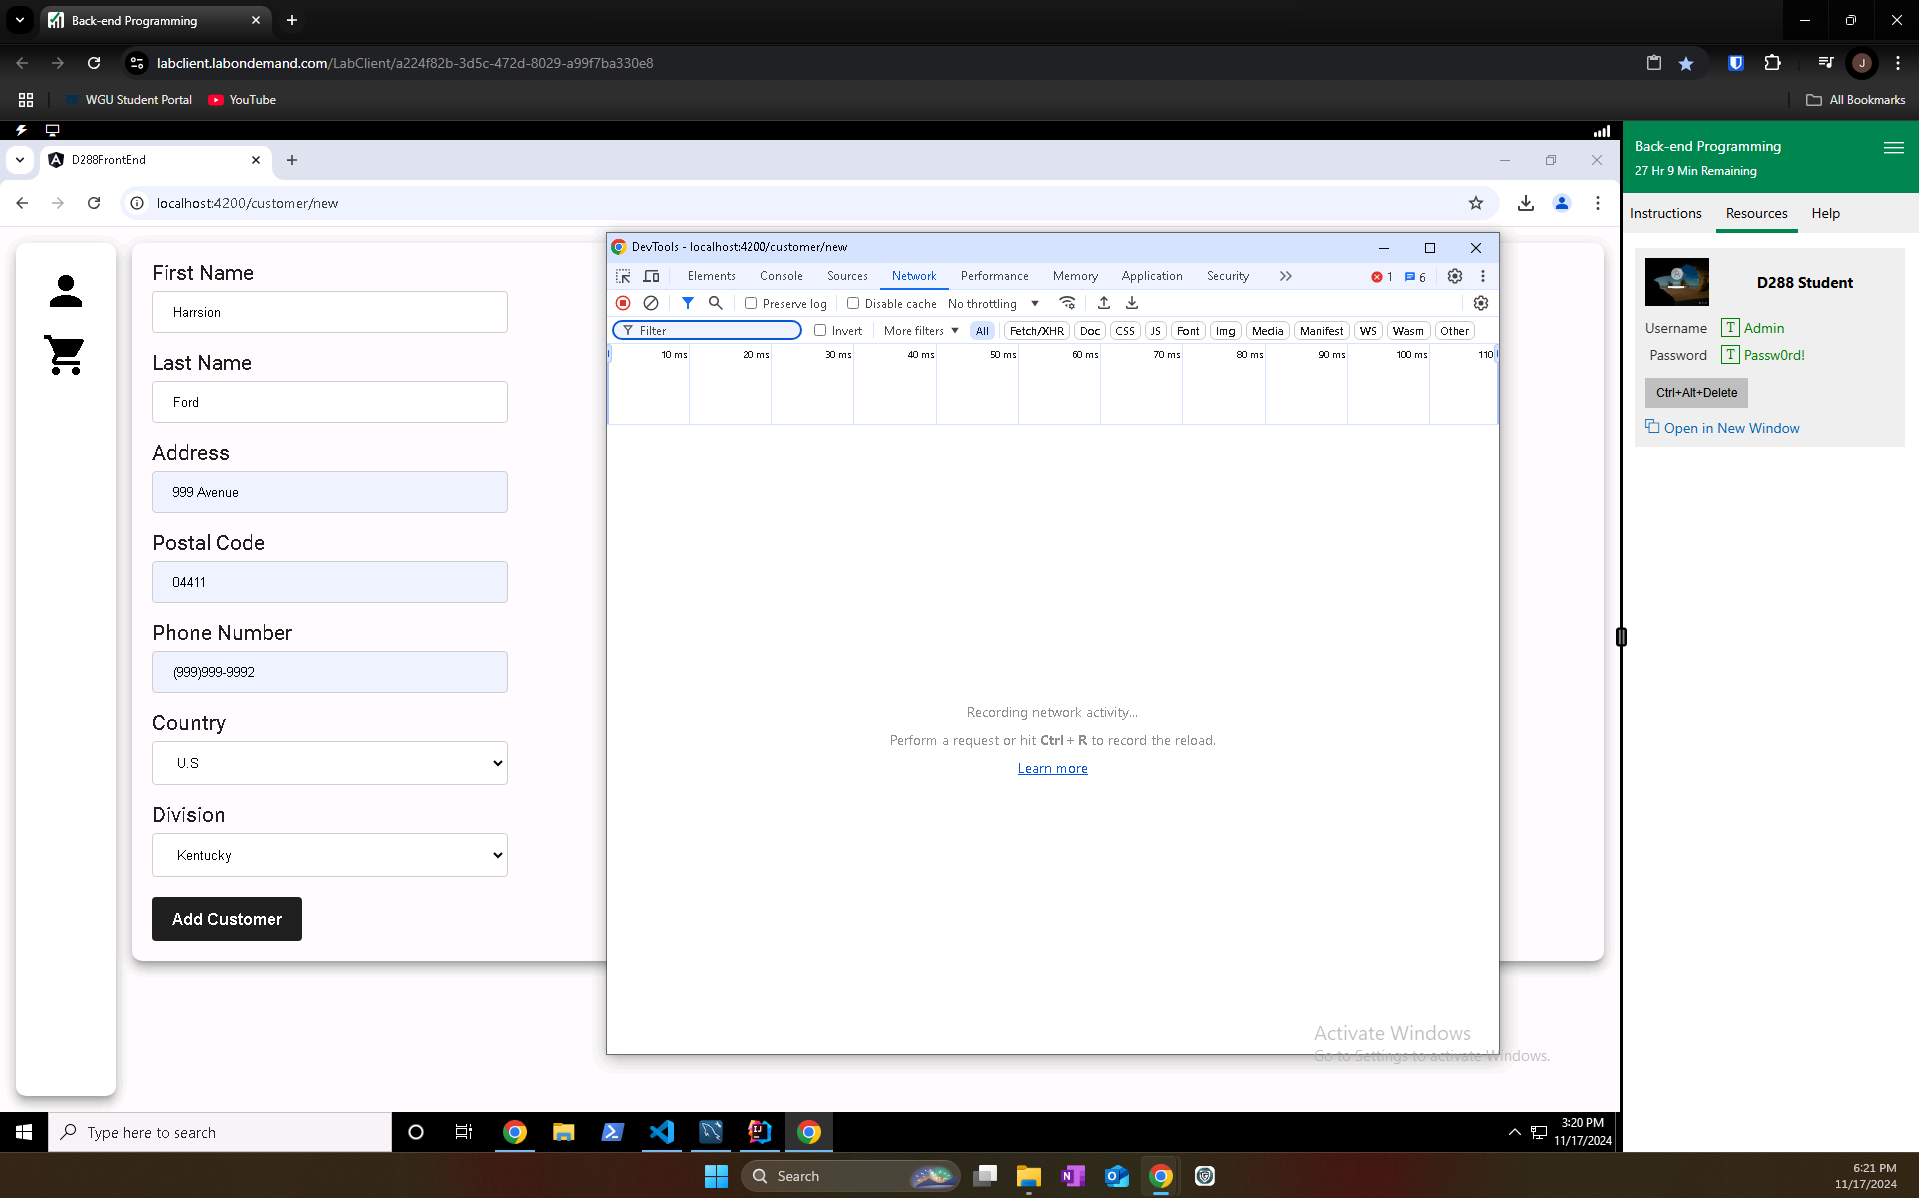 Back-end Programming
labclient.labondemand.com/LabClient/a224f82b-3d5c-472d-8029-a99f7ba330e8
J
WGU Student Portal
YouTube
All Bookmarks
D288FrontEnd
localhost:4200/customer/new
First Name
Harrsion
Last Name
Ford
Address
999 Avenue
Postal Code
04411
Phone Number
(999)999-9992
Country
U.S
Division
Kentucky
Add Customer
DevTools - localhost:4200/customer/new
Elements Console Sources Network Performance Memory Application Security 1 6
Preserve log Disable cache No throttling
Filter Invert More filters All Fetch/XHR Doc CSS JS Font Img Media Manifest WS Wasm Other
10 ms 20 ms 30 ms 40 ms 50 ms 60 ms 70 ms 80 ms 90 ms 100 ms 110
Recording network activity...
Perform a request or hit Ctrl + R to record the reload.
Learn more
Activate Windows
Go to Settings to activate Windows.
Back-end Programming
27 Hr 9 Min Remaining
Instructions Resources Help
D288 Student
Username T Admin
Password T Passw0rd!
Ctrl+Alt+Delete
Open in New Window
Type here to search
3:20 PM
11/17/2024
Search
6:21 PM
11/17/2024